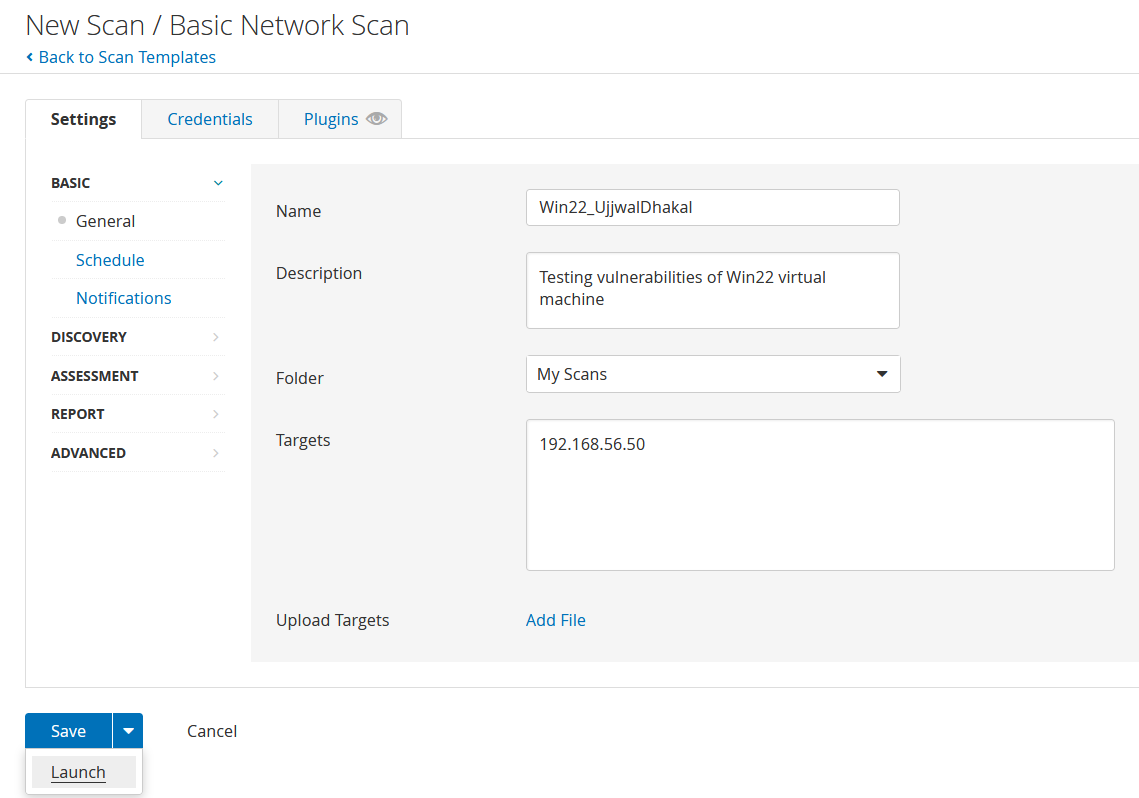 New Scan / Basic Network Scan
Back to Scan Templates
Settings
Credentials
Plugins
BASIC
General
Schedule
Notifications
DISCOVERY
ASSESSMENT
REPORT
ADVANCED
Name
Win22_UjjwalDhakal
Description
Testing vulnerabilities of Win22 virtual
machine
Folder
My Scans
Targets
192.168.56.50
Upload Targets
Add File
Save
Cancel
Launch